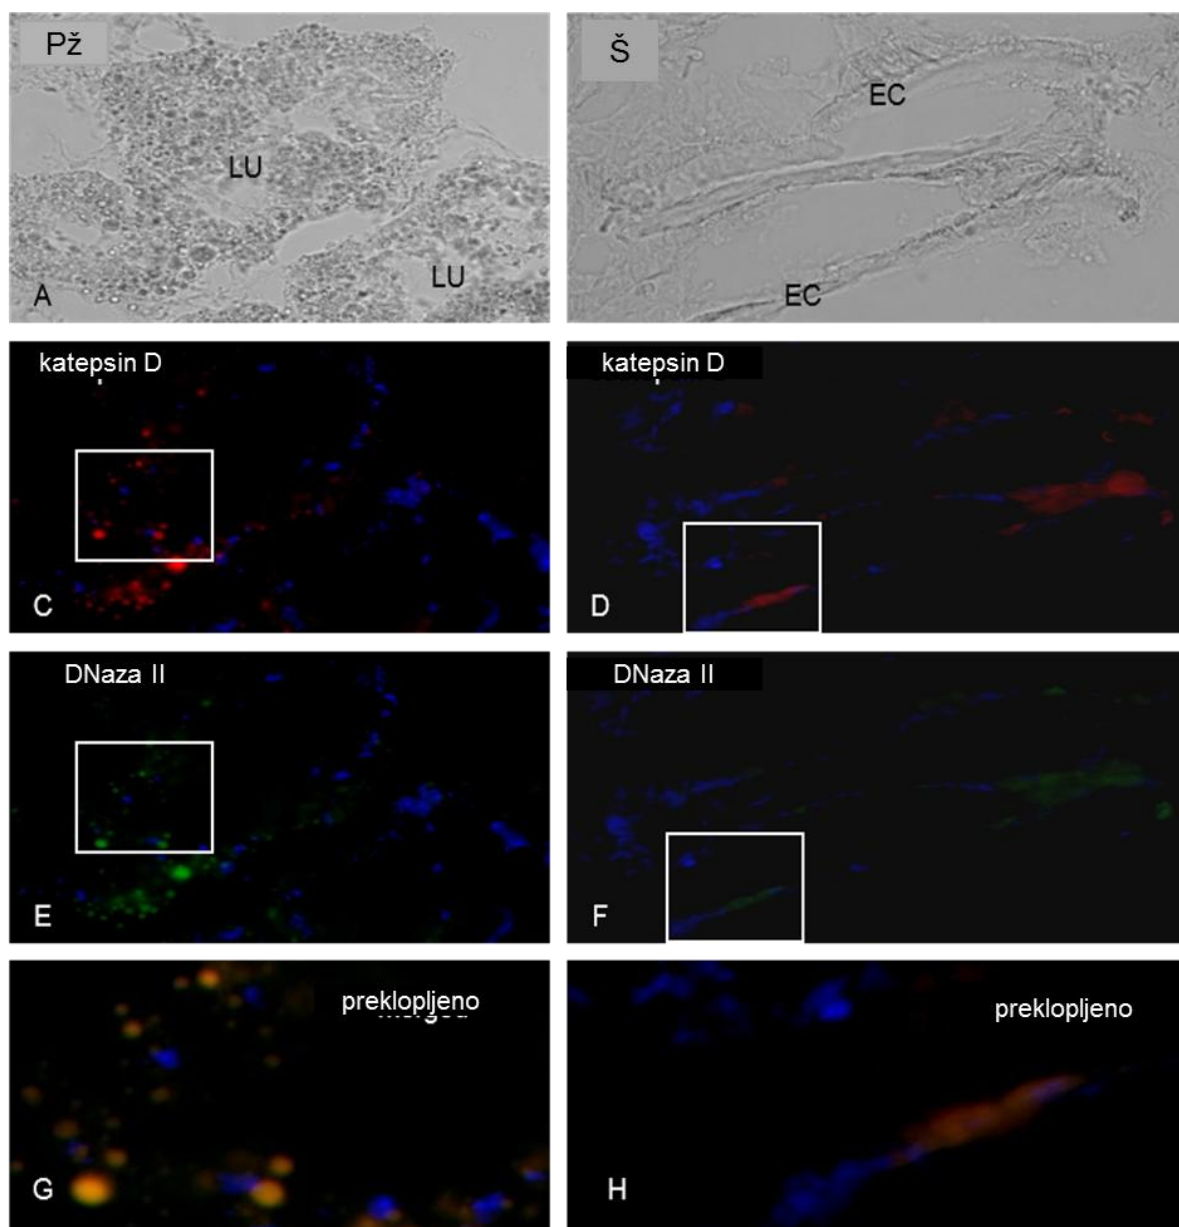 Pž
LU
LU
A
Š
EC
EC
katepsin D
C
katepsin D
D
DNaza II
E
DNaza II
F
preklopljeno
G
preklopljeno
H